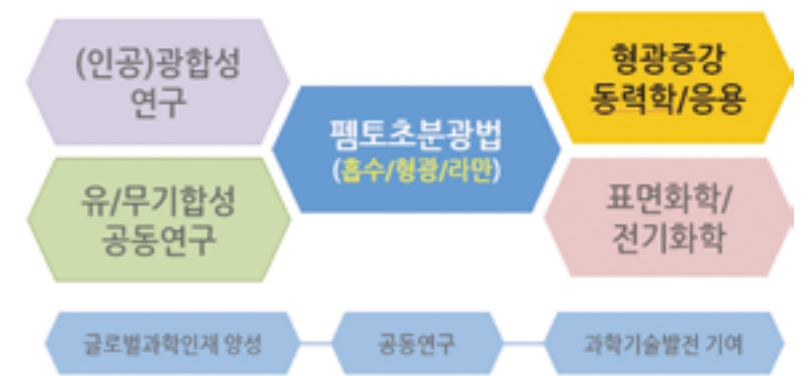 (인공)광합성
연구
유/무기합성
공동연구
펨토초분광법
(흡수/형광/라만)
형광증강
동력학/응용
표면화학/
전기화학
글로벌과학인재 양성
공동연구
과학기술발전 기여